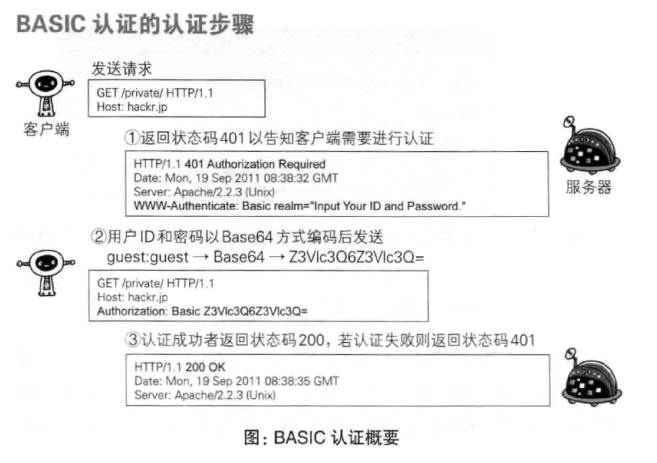 BASIC 认证的认证步骤
发送请求
GET /private/ HTTP/1.1
Host: hackr.jp
客户端
①返回状态码401以告知客户端需要进行认证
HTTP/1.1 401 Authorization Required
Date: Mon, 19 Sep 2011 08:38:32 GMT
Server: Apache/2.2.3 (Unix)
WWW-Authenticate: Basic realm="Input Your ID and Password."
服务器
②用户ID和密码以Base64方式编码后发送
guest:guest → Base64 → Z3Vlc3Q6Z3Vlc3Q=
GET /private/ HTTP/1.1
Host: hackr.jp
Authorization: Basic Z3Vlc3Q6Z3Vlc3Q=
③认证成功者返回状态码200，若认证失败则返回状态码401
HTTP/1.1 200 OK
Date: Mon, 19 Sep 2011 08:38:35 GMT
Server: Apache/2.2.3 (Unix)
图：BASIC 认证概要